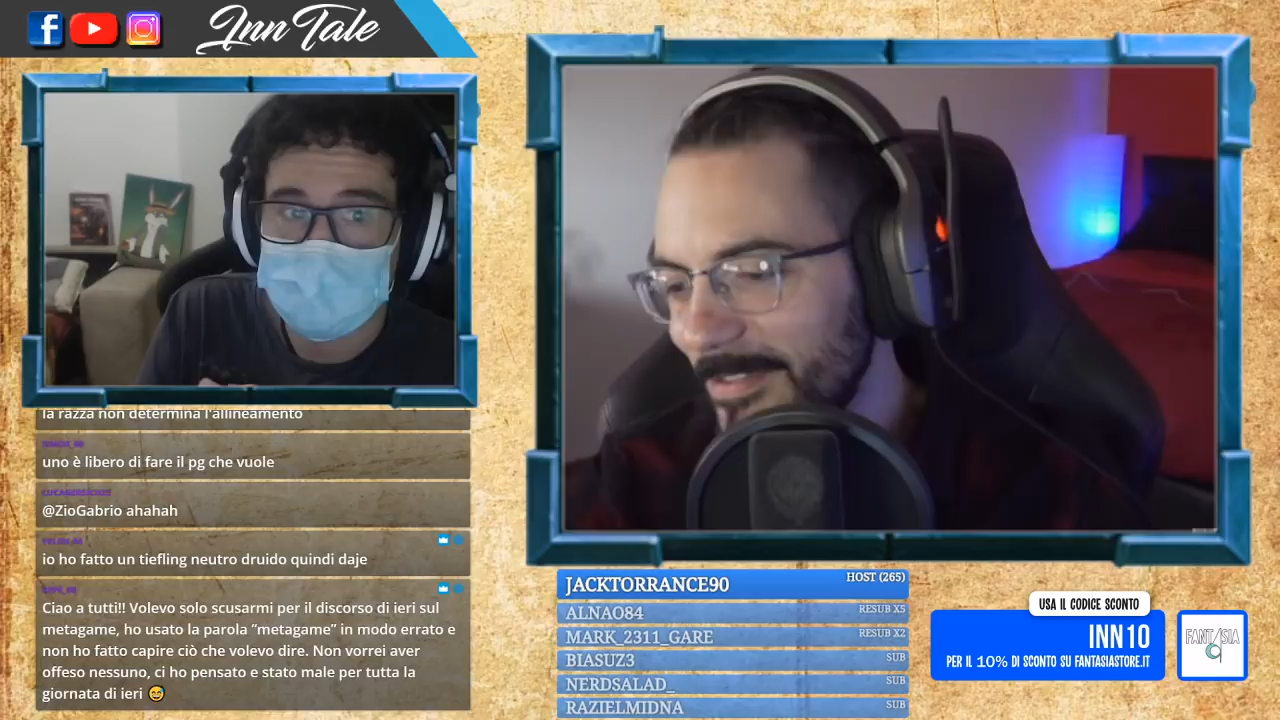 Inn Tale
la razza non determina l'allineamento
uno è libero di fare il pg che vuole
@ZioGabrio ahahah
io ho fatto un tiefling neutro druido quindi daje
Ciao a tutti!! Volevo solo scusarmi per il discorso di ieri sul
metagame, ho usato la parola “metagame” in modo errato e
non ho fatto capire ciò che volevo dire. Non vorrei aver
offeso nessuno, ci ho pensato e stato male per tutta la
giornata di ieri 😅
JACKTORRANCE90 HOST (265)
ALNAO84 RESUB X5
MARK_2311_GARE RESUB X2
BIASUZ3 SUB
NERDSALAD_ SUB
RAZIELMIDNA SUB
USA IL CODICE SCONTO
INN10
PER IL 10% DI SCONTO SU FANTASIASTORE.IT
FANTASIA